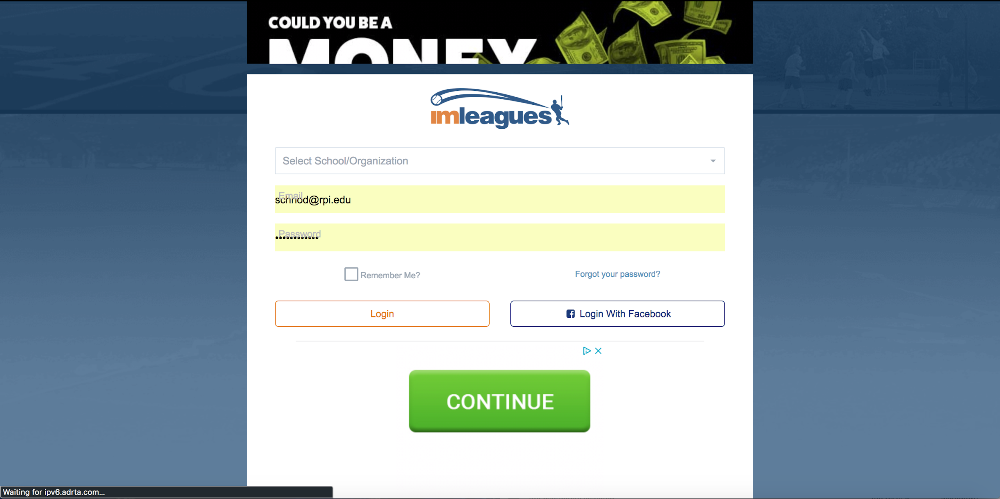 COULD YOU BE A
MONEY
imleagues
Select School/Organization
Email
schnod@rpi.edu
Password
••••••••••••
Remember Me?
Forgot your password?
Login
Login With Facebook
CONTINUE
Waiting for ipv6.adrta.com...